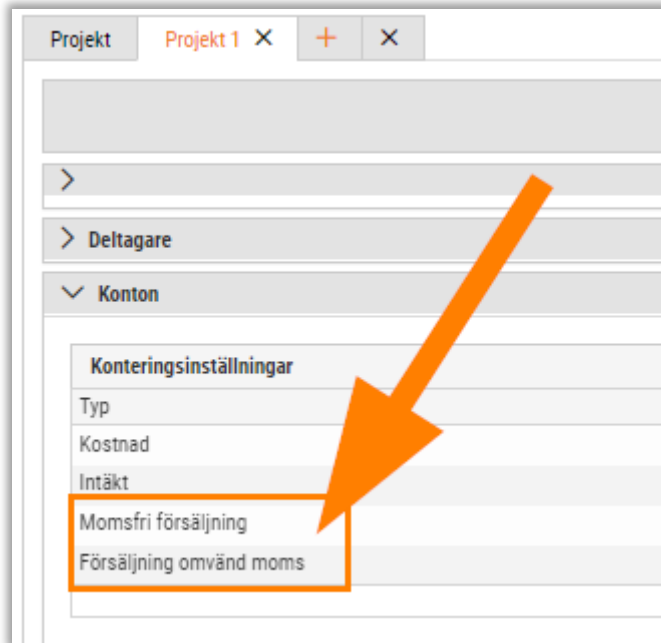 Projekt Projekt 1
Deltagare
Konton
Konteringsinställningar
Typ
Kostnad
Intäkt
Momsfri försäljning
Försäljning omvänd moms